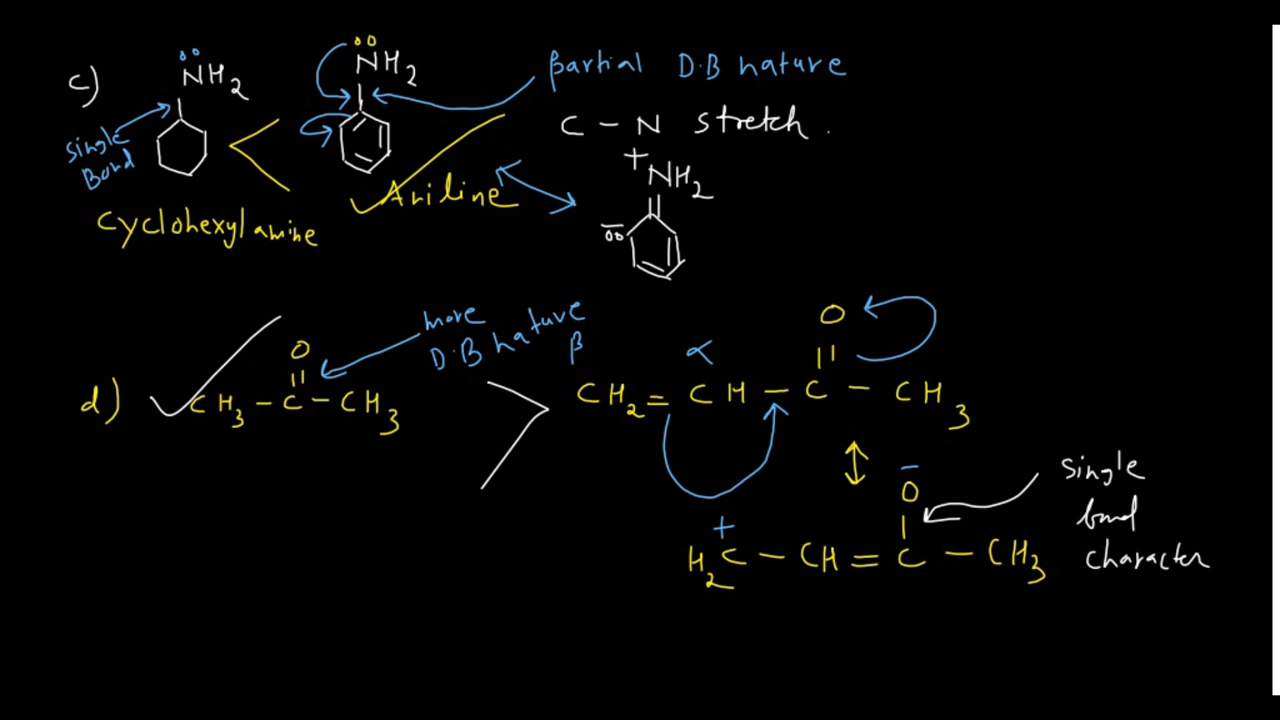 c) NH2 NH2 partial D.B nature
single Bond C - N stretch.
Cyclohexylamine < Aniline
+NH2
more D.B nature
d) CH3 - C - CH3 > CH2 = CH - C - CH3
O O
β α
single bond character
O-
+
H2C - CH = C - CH3